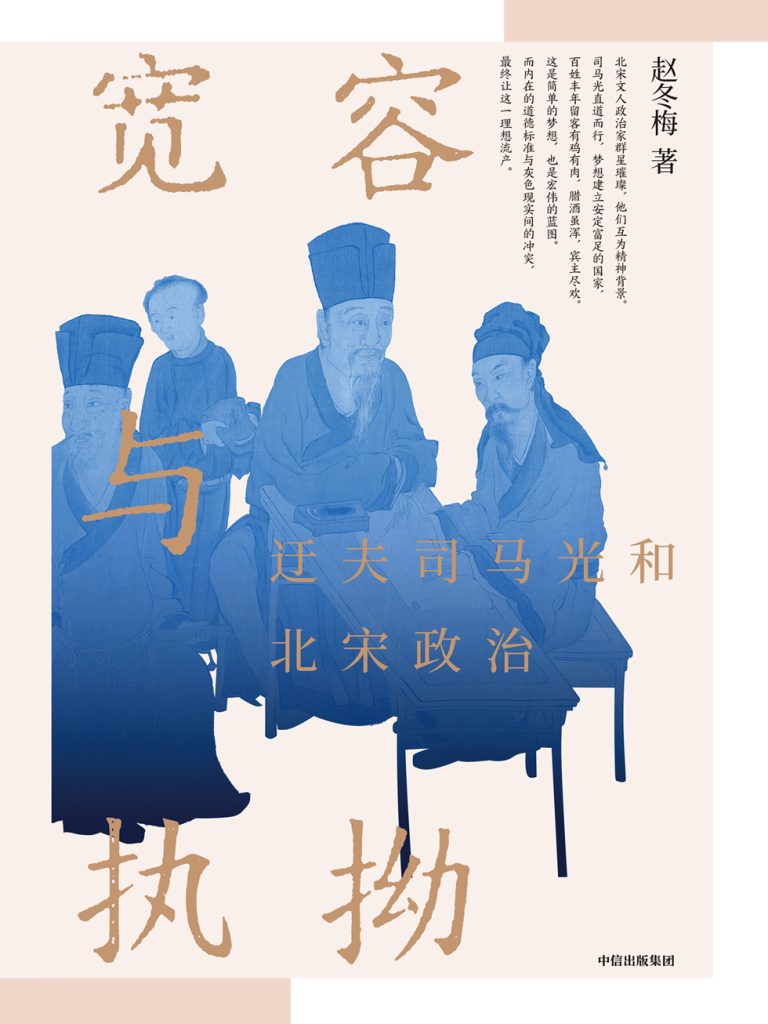 宽容
与
执拗
迂夫司马光和
北宋政治
赵冬梅 著
北宋文人政治家群星璀璨，他们互为精神背景。
司马光直道而行，梦想建立安定富足的国家，
百姓丰年留客有鸡有肉，腊酒虽浑，宾主尽欢。
这是简单的梦想，也是宏伟的蓝图。
而内在的道德标准与灰色现实间的冲突，
最终让这一理想流产。
中信出版集团